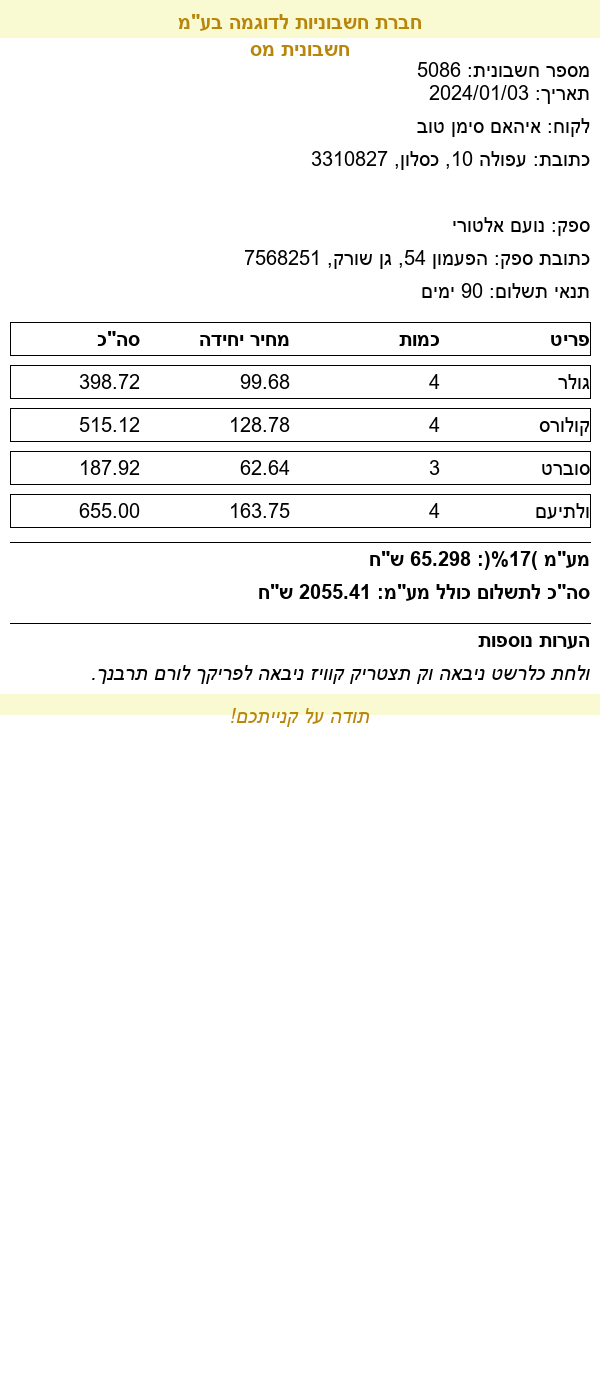 חברת חשבוניות לדוגמה בע"מ
חשבונית מס
מספר חשבונית: 5086
תאריך: 2024/01/03
לקוח: איהאם סימן טוב
כתובת: עפולה 10, כסלון, 3310827
ספק: נועם אלטורי
כתובת ספק: הפעמון 54, גן שורק, 7568251
תנאי תשלום: 90 ימים
פריט כמות מחיר יחידה סה"כ
גולר 4 99.68 398.72
קולורס 4 128.78 515.12
סוברט 3 62.64 187.92
ולתיעם 4 163.75 655.00
מע"מ )17%(: 65.298 ש"ח
סה"כ לתשלום כולל מע"מ: 2055.41 ש"ח
הערות נוספות
ולחת כלרשט ניבאה וק תצטריק קוויז ניבאה לפריקך לורם תרבנך.
תודה על קנייתכם!